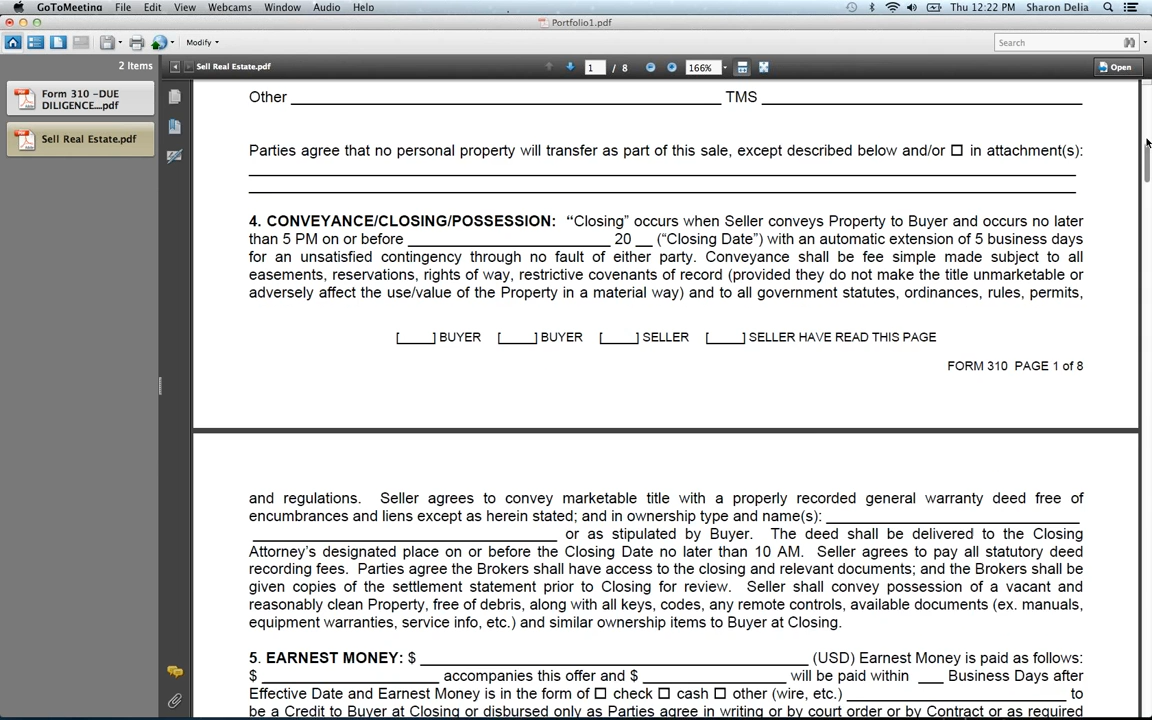 GoToMeeting File Edit View Webcams Window Audio Help Thu 12:22 PM Sharon Delia
Portfolio1.pdf
Modify Search
2 Items Sell Real Estate.pdf 1 / 8 166% Open
Form 310 -DUE
DILIGENCE....pdf
Sell Real Estate.pdf
Other ____ TMS ____
Parties agree that no personal property will transfer as part of this sale, except described below and/or ☐ in attachment(s):
4. CONVEYANCE/CLOSING/POSSESSION: “Closing” occurs when Seller conveys Property to Buyer and occurs no later
than 5 PM on or before ____ 20 __ (“Closing Date”) with an automatic extension of 5 business days
for an unsatisfied contingency through no fault of either party. Conveyance shall be fee simple made subject to all
easements, reservations, rights of way, restrictive covenants of record (provided they do not make the title unmarketable or
adversely affect the use/value of the Property in a material way) and to all government statutes, ordinances, rules, permits,
[____] BUYER [____] BUYER [____] SELLER [____] SELLER HAVE READ THIS PAGE
FORM 310 PAGE 1 of 8
and regulations. Seller agrees to convey marketable title with a properly recorded general warranty deed free of
encumbrances and liens except as herein stated; and in ownership type and name(s): ____
____ or as stipulated by Buyer. The deed shall be delivered to the Closing
Attorney’s designated place on or before the Closing Date no later than 10 AM. Seller agrees to pay all statutory deed
recording fees. Parties agree the Brokers shall have access to the closing and relevant documents; and the Brokers shall be
given copies of the settlement statement prior to Closing for review. Seller shall convey possession of a vacant and
reasonably clean Property, free of debris, along with all keys, codes, any remote controls, available documents (ex. manuals,
equipment warranties, service info, etc.) and similar ownership items to Buyer at Closing.
5. EARNEST MONEY: $ ____ (USD) Earnest Money is paid as follows:
$ ____ accompanies this offer and $ ____ will be paid within ___ Business Days after
Effective Date and Earnest Money is in the form of ☐ check ☐ cash ☐ other (wire, etc.) ____ to
be a Credit to Buyer at Closing or disbursed only as Parties agree in writing or by court order or by Contract or as required